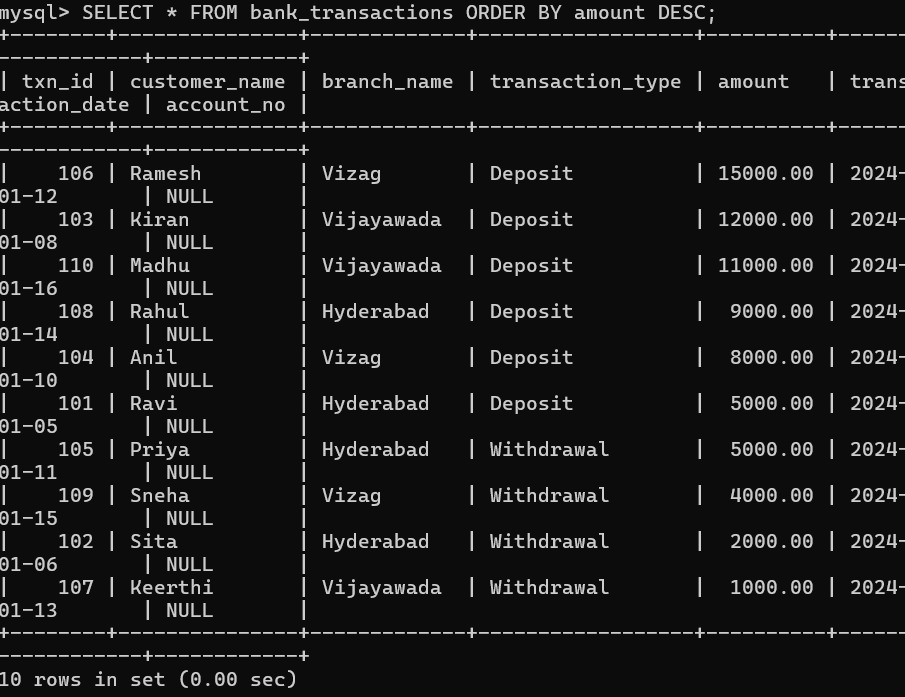 mysql> SELECT * FROM bank_transactions ORDER BY amount DESC;
+--------+---------------+-------------+------------------+----------+------
------------+------------+
| txn_id | customer_name | branch_name | transaction_type | amount   | trans
action_date | account_no |
+--------+---------------+-------------+------------------+----------+------
------------+------------+
|    106 | Ramesh        | Vizag       | Deposit          | 15000.00 | 2024-
01-12       | NULL       |
|    103 | Kiran         | Vijayawada  | Deposit          | 12000.00 | 2024-
01-08       | NULL       |
|    110 | Madhu         | Vijayawada  | Deposit          | 11000.00 | 2024-
01-16       | NULL       |
|    108 | Rahul         | Hyderabad   | Deposit          |  9000.00 | 2024-
01-14       | NULL       |
|    104 | Anil          | Vizag       | Deposit          |  8000.00 | 2024-
01-10       | NULL       |
|    101 | Ravi          | Hyderabad   | Deposit          |  5000.00 | 2024-
01-05       | NULL       |
|    105 | Priya         | Hyderabad   | Withdrawal       |  5000.00 | 2024-
01-11       | NULL       |
|    109 | Sneha         | Vizag       | Withdrawal       |  4000.00 | 2024-
01-15       | NULL       |
|    102 | Sita          | Hyderabad   | Withdrawal       |  2000.00 | 2024-
01-06       | NULL       |
|    107 | Keerthi       | Vijayawada  | Withdrawal       |  1000.00 | 2024-
01-13       | NULL       |
+--------+---------------+-------------+------------------+----------+------
------------+------------+
10 rows in set (0.00 sec)